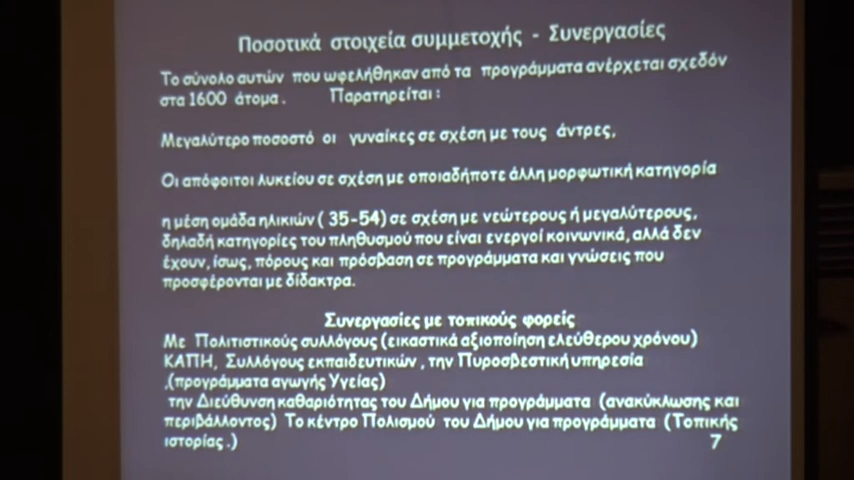 Ποσοτικά στοιχεία συμμετοχής - Συνεργασίες
Το σύνολο αυτών που ωφελήθηκαν από τα προγράμματα ανέρχεται σχεδόν
στα 1600 άτομα. Παρατηρείται:
Μεγαλύτερο ποσοστό οι γυναίκες σε σχέση με τους άντρες.
Οι απόφοιτοι λυκείου σε σχέση με οποιαδήποτε άλλη μορφωτική κατηγορία
η μέση ομάδα ηλικιών ( 35-54) σε σχέση με νεώτερους ή μεγαλύτερους,
δηλαδή κατηγορίες του πληθυσμού που είναι ενεργοί κοινωνικά, αλλά δεν
έχουν, ίσως, πόρους και πρόσβαση σε προγράμματα και γνώσεις που
προσφέρονται με δίδακτρα.
Συνεργασίες με τοπικούς φορείς
Με Πολιτιστικούς συλλόγους (εικαστικά αξιοποίηση ελεύθερου χρόνου)
ΚΑΠΗ, Συλλόγους εκπαιδευτικών , την Πυροσβεστική υπηρεσία
.(προγράμματα αγωγής Υγείας)
την Διεύθυνση καθαριότητας του Δήμου για προγράμματα (ανακύκλωσης και
περιβάλλοντος) Το κέντρο Πολισμού του Δήμου για προγράμματα (Τοπικής
ιστορίας .)
7